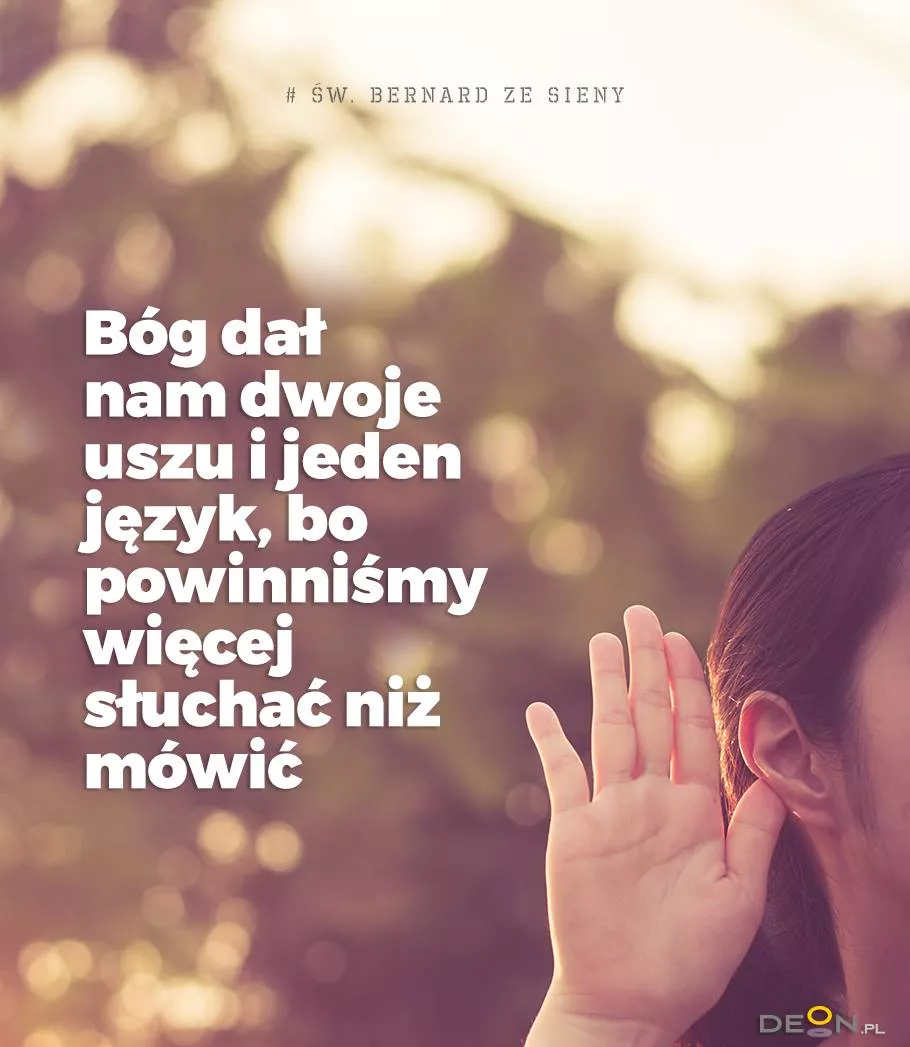 # ŚW. BERNARD ZE SIENY
Bóg dał
nam dwoje
uszu i jeden
język, bo
powinniśmy
więcej
słuchać niż
mówić
DEON.PL